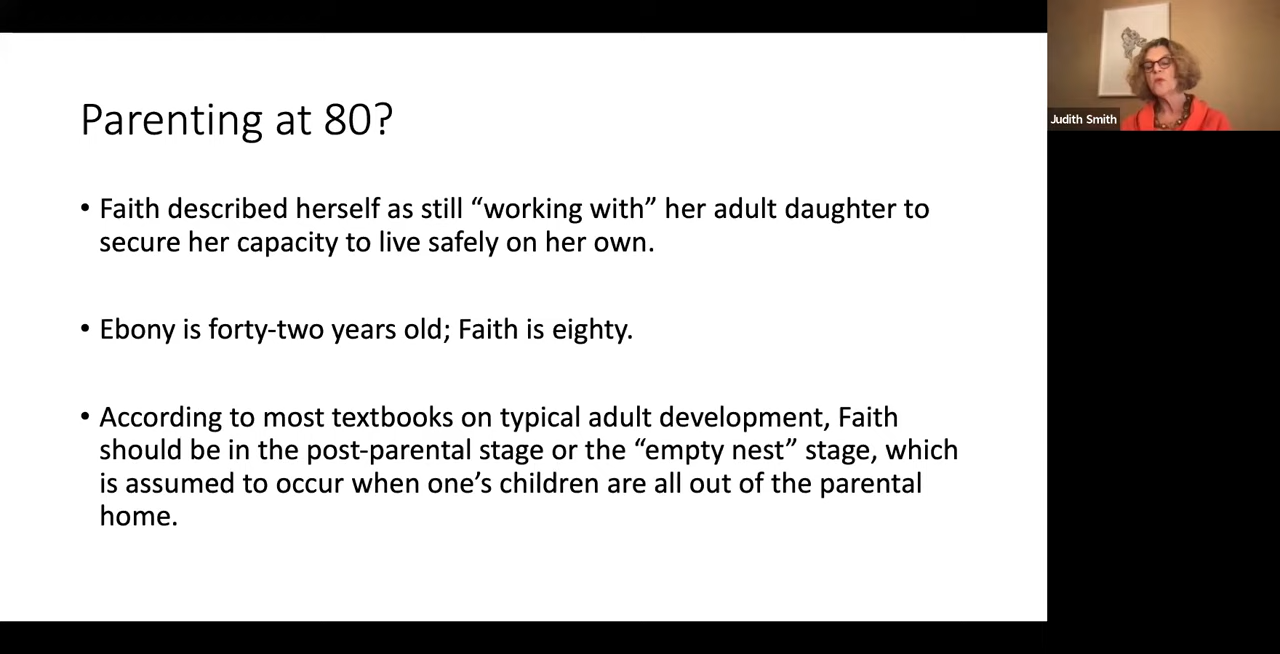 Parenting at 80?
• Faith described herself as still “working with” her adult daughter to
secure her capacity to live safely on her own.
• Ebony is forty-two years old; Faith is eighty.
• According to most textbooks on typical adult development, Faith
should be in the post-parental stage or the “empty nest” stage, which
is assumed to occur when one’s children are all out of the parental
home.
Judith Smith